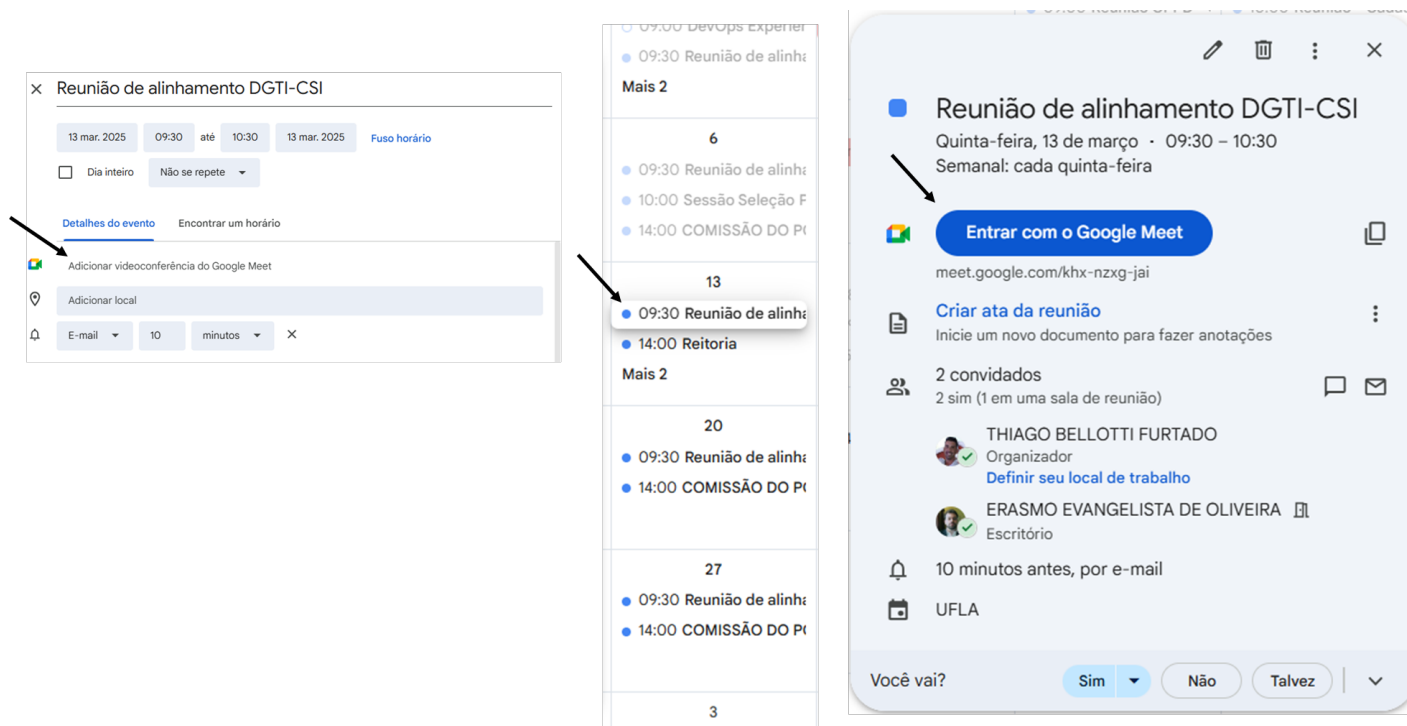 Reunião de alinhamento DGTI-CSI
13 mar. 2025 09:30 até 10:30 13 mar. 2025 Fuso horário
Dia inteiro Não se repete
Detalhes do evento Encontrar um horário
Adicionar videoconferência do Google Meet
Adicionar local
E-mail 10 minutos
09:00 DevOps Experier
09:30 Reunião de alinha
Mais 2
6
09:30 Reunião de alinha
10:00 Sessão Seleção F
14:00 COMISSÃO DO P
13
09:30 Reunião de alinha
14:00 Reitoria
Mais 2
20
09:30 Reunião de alinha
14:00 COMISSÃO DO P
27
09:30 Reunião de alinha
14:00 COMISSÃO DO P
3
Reunião de alinhamento DGTI-CSI
Quinta-feira, 13 de março · 09:30 – 10:30
Semanal: cada quinta-feira
Entrar com o Google Meet
meet.google.com/khx-nzxg-jai
Criar ata da reunião
Inicie um novo documento para fazer anotações
2 convidados
2 sim (1 em uma sala de reunião)
THIAGO BELLOTTI FURTADO
Organizador
Definir seu local de trabalho
ERASMO EVANGELISTA DE OLIVEIRA
Escritório
10 minutos antes, por e-mail
UFLA
Você vai? Sim Não Talvez